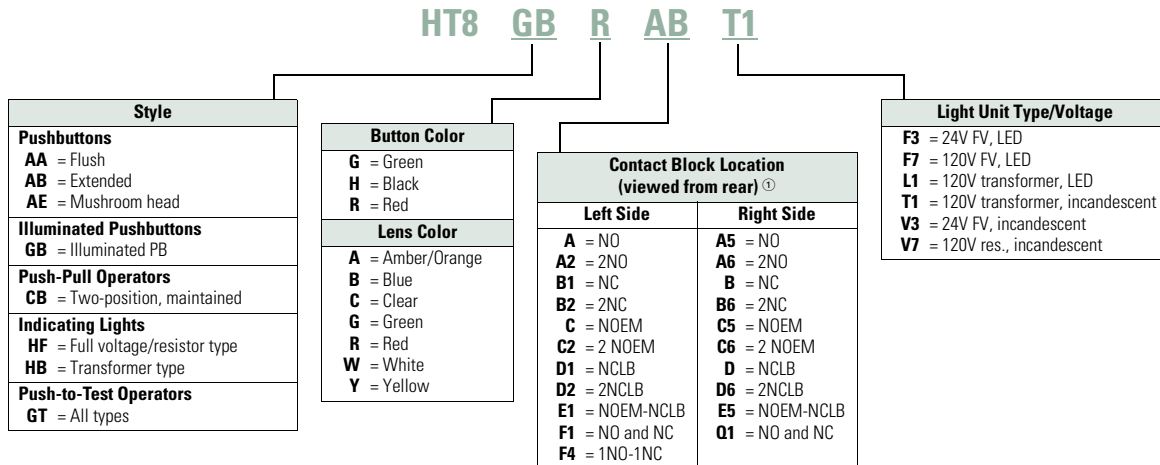 HT8 GB R AB T1
Style
Pushbuttons
AA = Flush
AB = Extended
AE = Mushroom head
Illuminated Pushbuttons
GB = Illuminated PB
Push-Pull Operators
CB = Two-position, maintained
Indicating Lights
HF = Full voltage/resistor type
HB = Transformer type
Push-to-Test Operators
GT = All types
Button Color
G = Green
H = Black
R = Red
Lens Color
A = Amber/Orange
B = Blue
C = Clear
G = Green
R = Red
W = White
Y = Yellow
Contact Block Location
(viewed from rear) ①
Left Side
A = NO
A2 = 2NO
B1 = NC
B2 = 2NC
C = NOEM
C2 = 2 NOEM
D1 = NCLB
D2 = 2NCLB
E1 = NOEM-NCLB
F1 = NO and NC
F4 = 1NO-1NC
Right Side
A5 = NO
A6 = 2NO
B = NC
B6 = 2NC
C5 = NOEM
C6 = 2 NOEM
D = NCLB
D6 = 2NCLB
E5 = NOEM-NCLB
Q1 = NO and NC
Light Unit Type/Voltage
F3 = 24V FV, LED
F7 = 120V FV, LED
L1 = 120V transformer, LED
T1 = 120V transformer, incandescent
V3 = 24V FV, incandescent
V7 = 120V res., incandescent